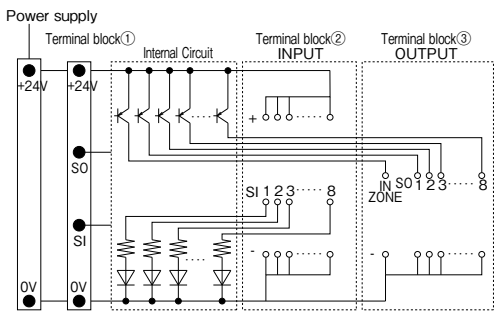 Power supply
Terminal block① Terminal block② Terminal block③
Internal Circuit INPUT OUTPUT
+24V +24V
+
SO
IN ZONE SO 1 2 3 ····· 8
SI 1 2 3 ····· 8
SI
- -
0V 0V